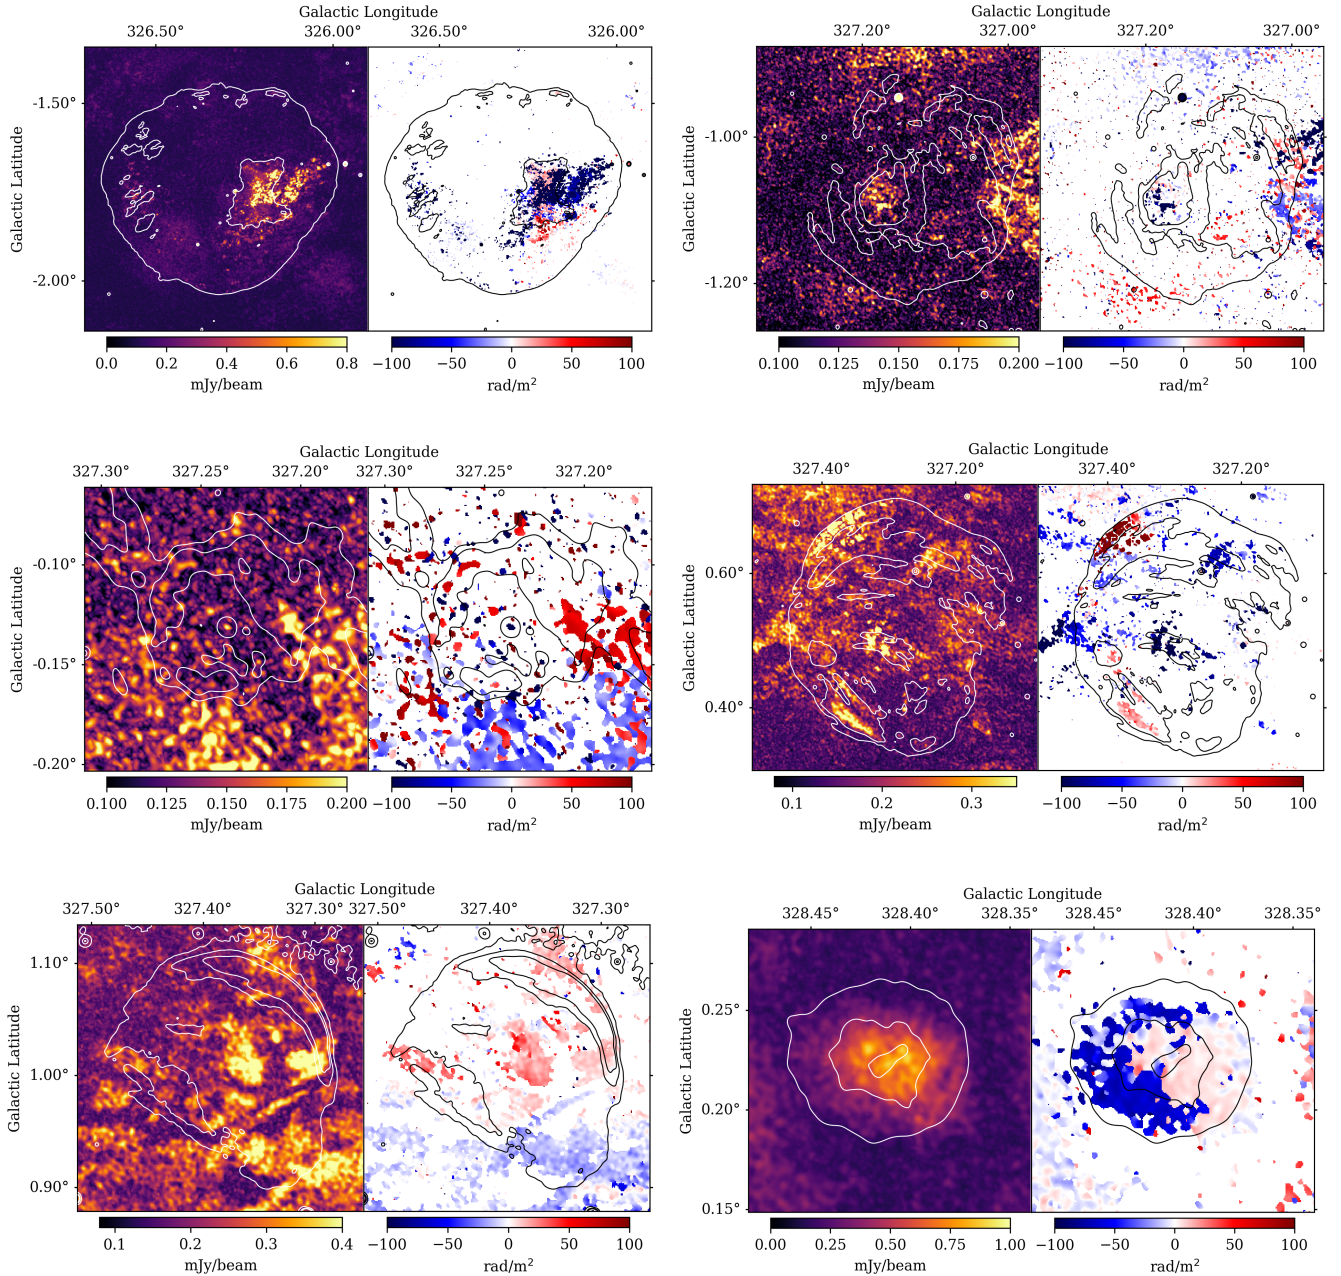 Galactic Longitude
326.50° 326.00° 326.50° 326.00°
Galactic Latitude
-1.50°
-2.00°
0.0 0.2 0.4 0.6 0.8
mJy/beam
−100 −50 0 50 100
rad/m²
Galactic Longitude
327.20° 327.00° 327.20° 327.00°
Galactic Latitude
-1.00°
-1.20°
0.100 0.125 0.150 0.175 0.200
mJy/beam
−100 −50 0 50 100
rad/m²
Galactic Longitude
327.30° 327.25° 327.20° 327.30° 327.25° 327.20°
Galactic Latitude
-0.10°
-0.15°
-0.20°
0.100 0.125 0.150 0.175 0.200
mJy/beam
−100 −50 0 50 100
rad/m²
Galactic Longitude
327.40° 327.20° 327.40° 327.20°
Galactic Latitude
0.60°
0.40°
0.1 0.2 0.3
mJy/beam
−100 −50 0 50 100
rad/m²
Galactic Longitude
327.50° 327.40° 327.30° 327.50° 327.40° 327.30°
Galactic Latitude
1.10°
1.00°
0.90°
0.1 0.2 0.3 0.4
mJy/beam
−100 −50 0 50 100
rad/m²
Galactic Longitude
328.45° 328.40° 328.35° 328.45° 328.40° 328.35°
Galactic Latitude
0.25°
0.20°
0.15°
0.00 0.25 0.50 0.75 1.00
mJy/beam
−100 −50 0 50 100
rad/m²